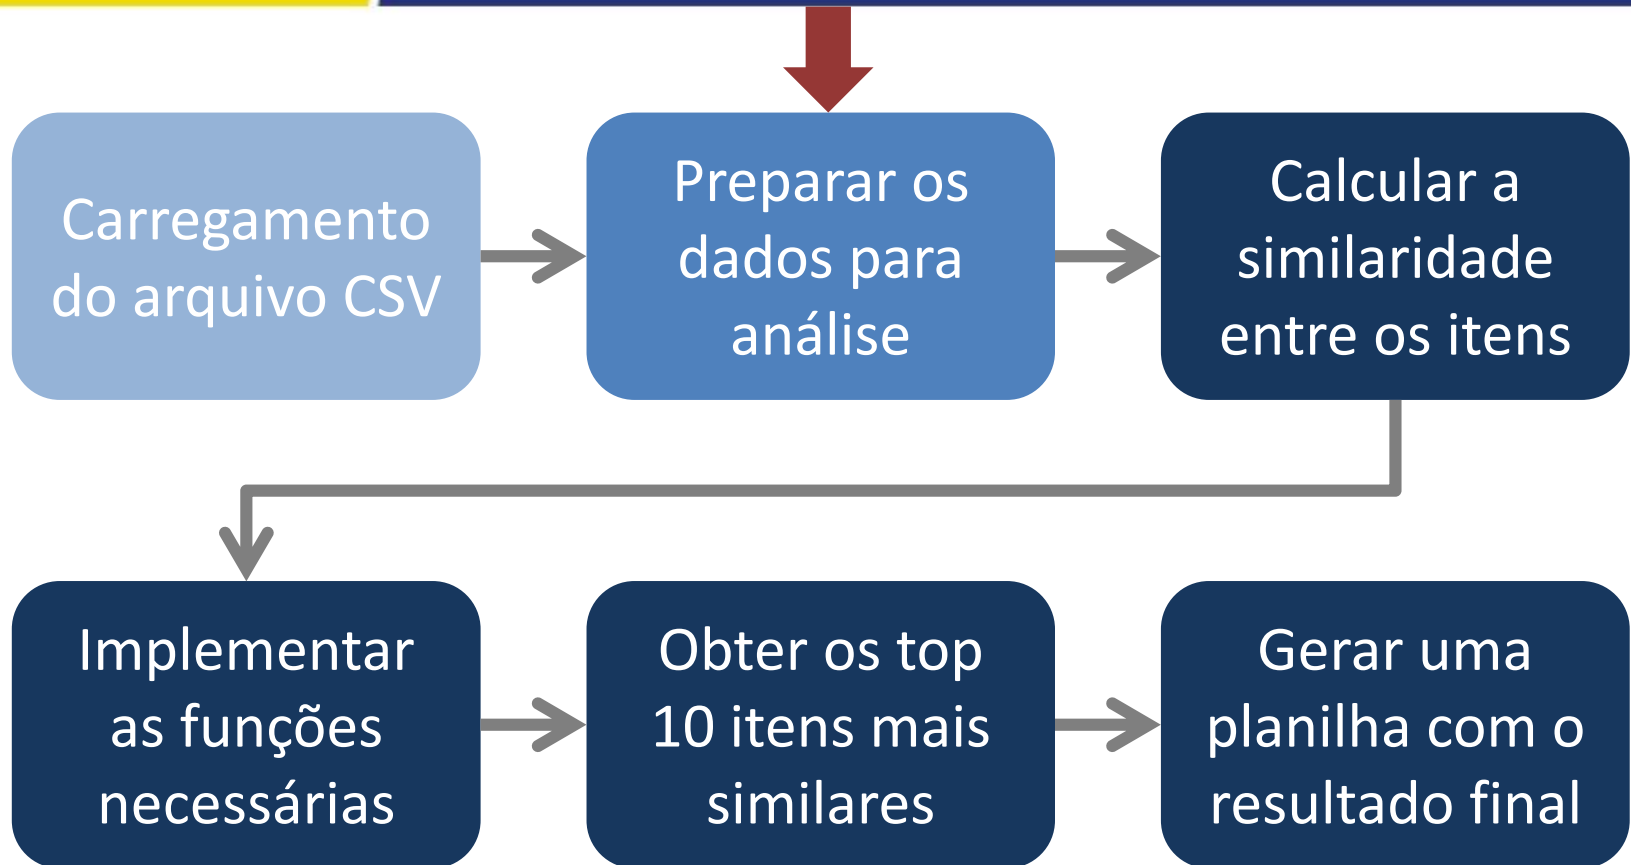 Carregamento
do arquivo CSV
Preparar os
dados para
análise
Calcular a
similaridade
entre os itens
Implementar
as funções
necessárias
Obter os top
10 itens mais
similares
Gerar uma
planilha com o
resultado final